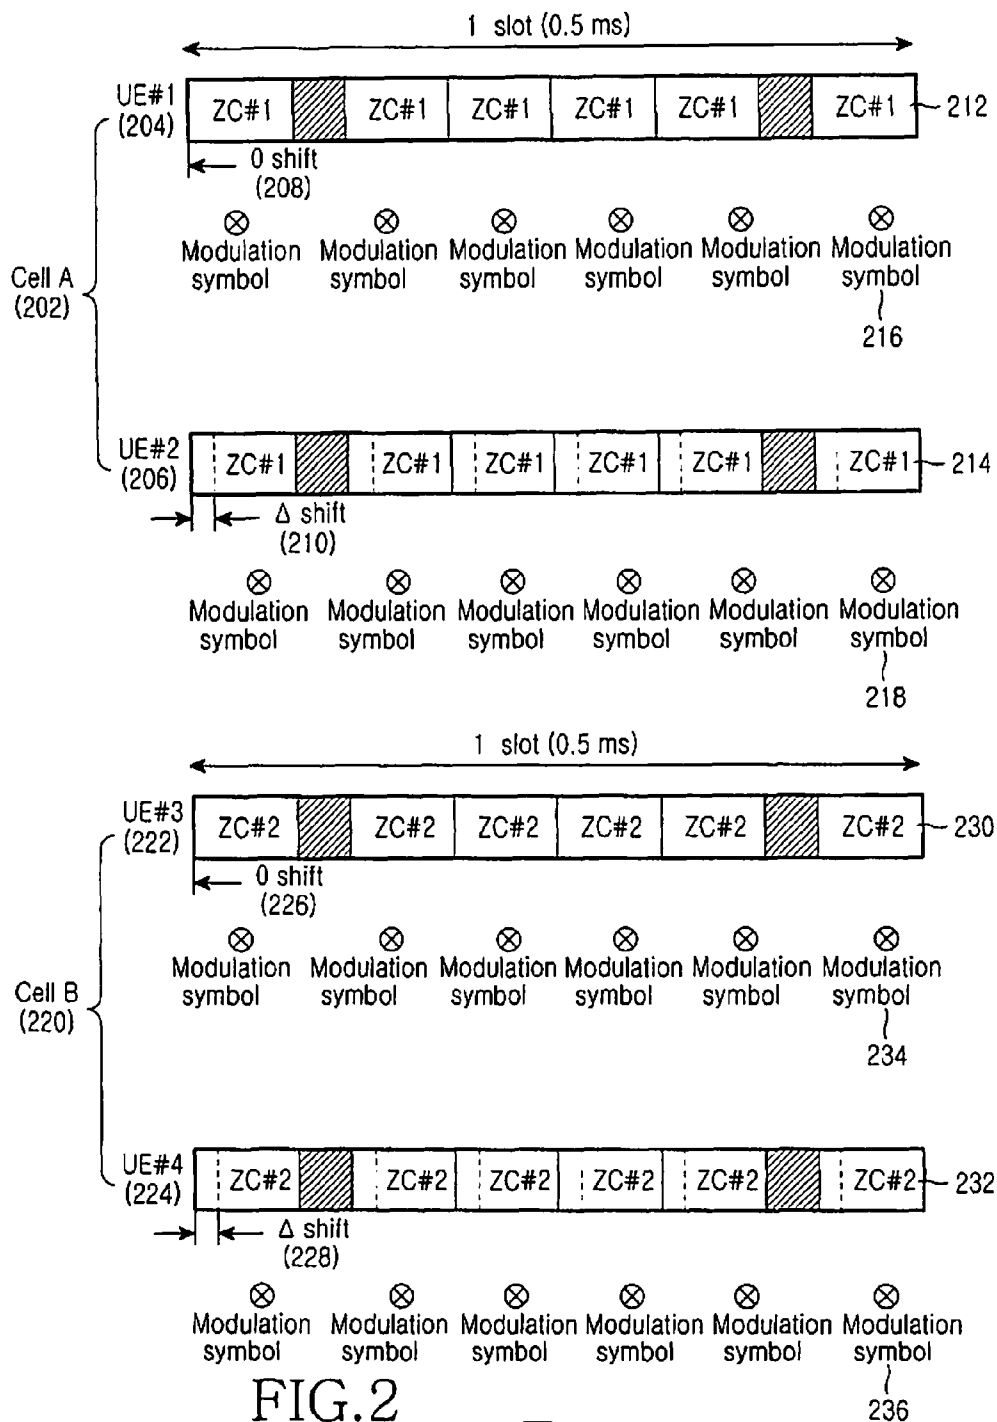 1 slot (0.5 ms)
UE#1
(204)
ZC#1 ZC#1 ZC#1 ZC#1 ZC#1 ZC#1
212
0 shift
(208)
Modulation symbol
Modulation symbol
Modulation symbol
Modulation symbol
Modulation symbol
Modulation symbol
216
Cell A
(202)
UE#2
(206)
ZC#1 ZC#1 ZC#1 ZC#1 ZC#1 ZC#1
214
Δ shift
(210)
Modulation symbol
Modulation symbol
Modulation symbol
Modulation symbol
Modulation symbol
Modulation symbol
218
1 slot (0.5 ms)
UE#3
(222)
ZC#2 ZC#2 ZC#2 ZC#2 ZC#2 ZC#2
230
0 shift
(226)
Modulation symbol
Modulation symbol
Modulation symbol
Modulation symbol
Modulation symbol
Modulation symbol
234
Cell B
(220)
UE#4
(224)
ZC#2 ZC#2 ZC#2 ZC#2 ZC#2 ZC#2
232
Δ shift
(228)
Modulation symbol
Modulation symbol
Modulation symbol
Modulation symbol
Modulation symbol
Modulation symbol
236
FIG.2